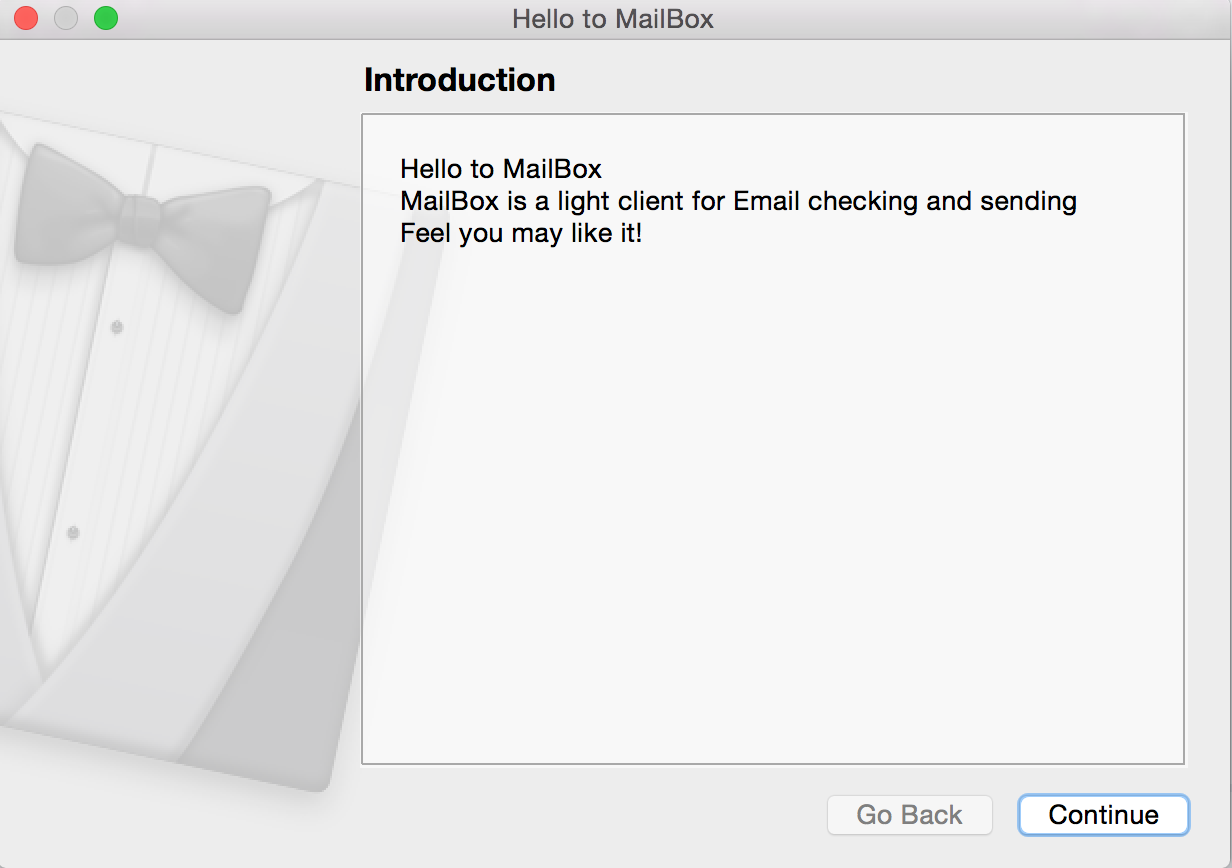 Hello to MailBox
Introduction
Hello to MailBox
MailBox is a light client for Email checking and sending
Feel you may like it!
Go Back
Continue